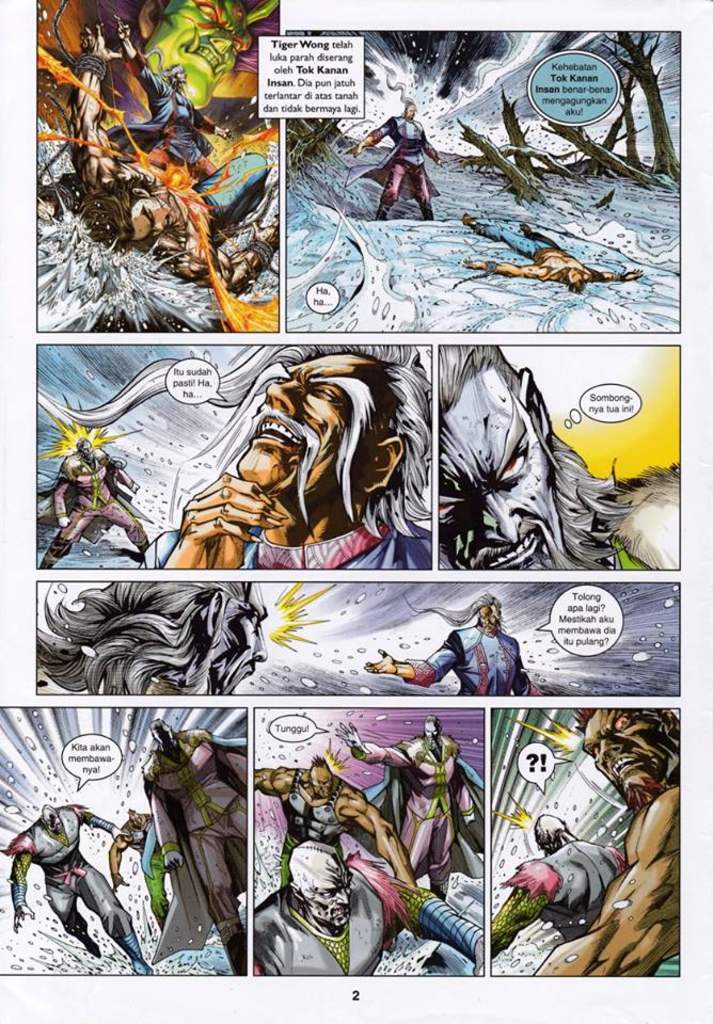 Tiger Wong telah
luka parah diserang
oleh Tok Kanan
Insan. Dia pun jatuh
terlantar di atas tanah
dan tidak bermaya lagi.
Kehebatan
Tok Kanan
Insan benar-benar
mengagungkan
aku!
Ha,
ha...
Itu sudah
pasti! Ha,
ha...
Sombong-
nya tua ini!
Tolong
apa lagi?
Mestikah aku
membawa dia
itu pulang?
Kita akan
membawa-
nya!
Tunggu!
?!
2